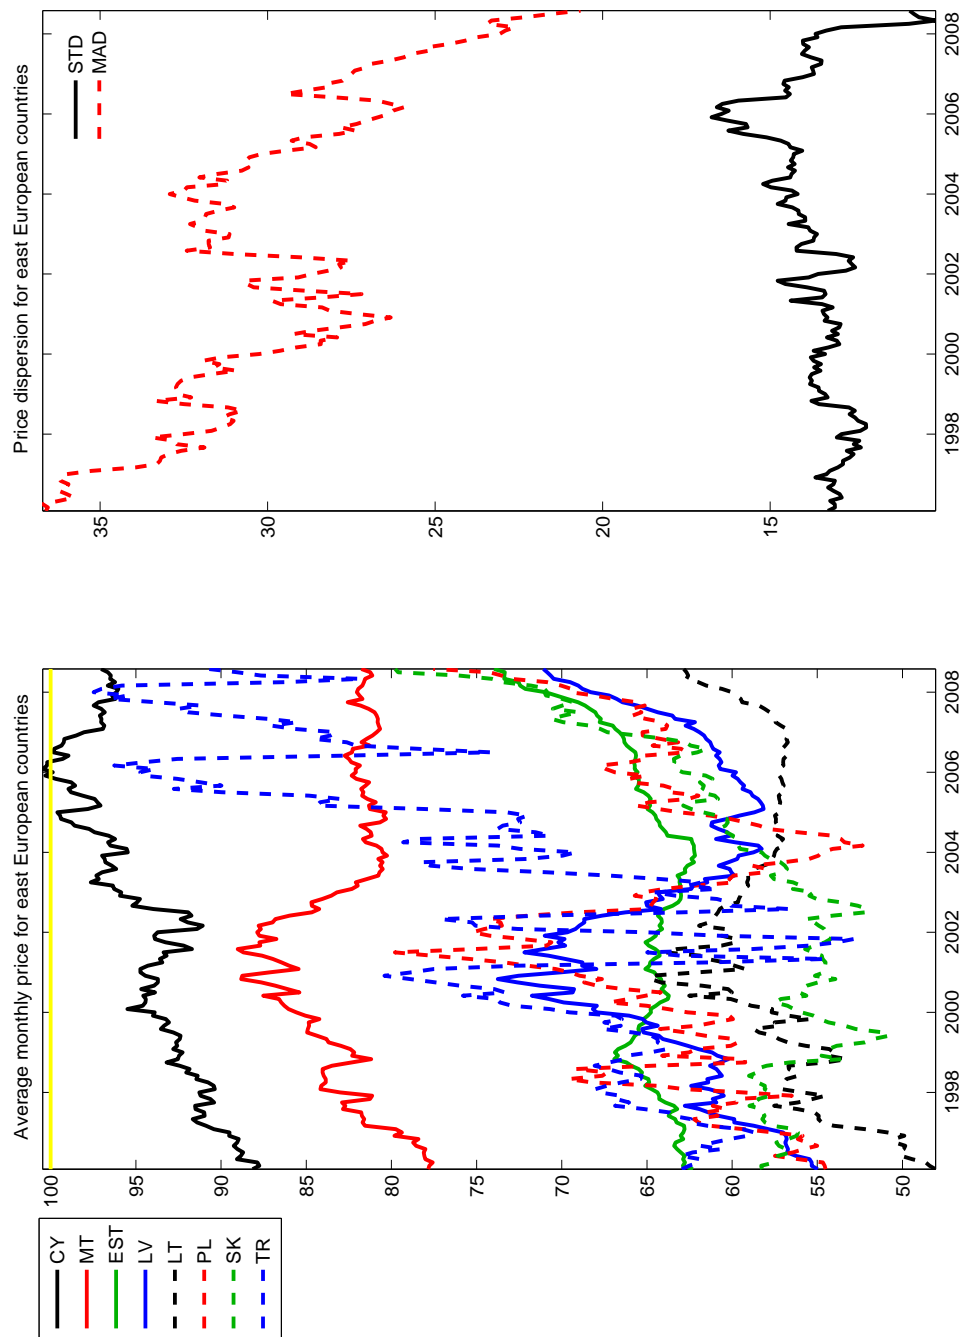 Average monthly price for east European countries
100
95
90
85
80
75
70
65
60
55
50
1998
2000
2002
2004
2006
2008
CY
MT
EST
LV
LT
PL
SK
TR
Price dispersion for east European countries
35
30
25
20
15
1998
2000
2002
2004
2006
2008
STD
MAD